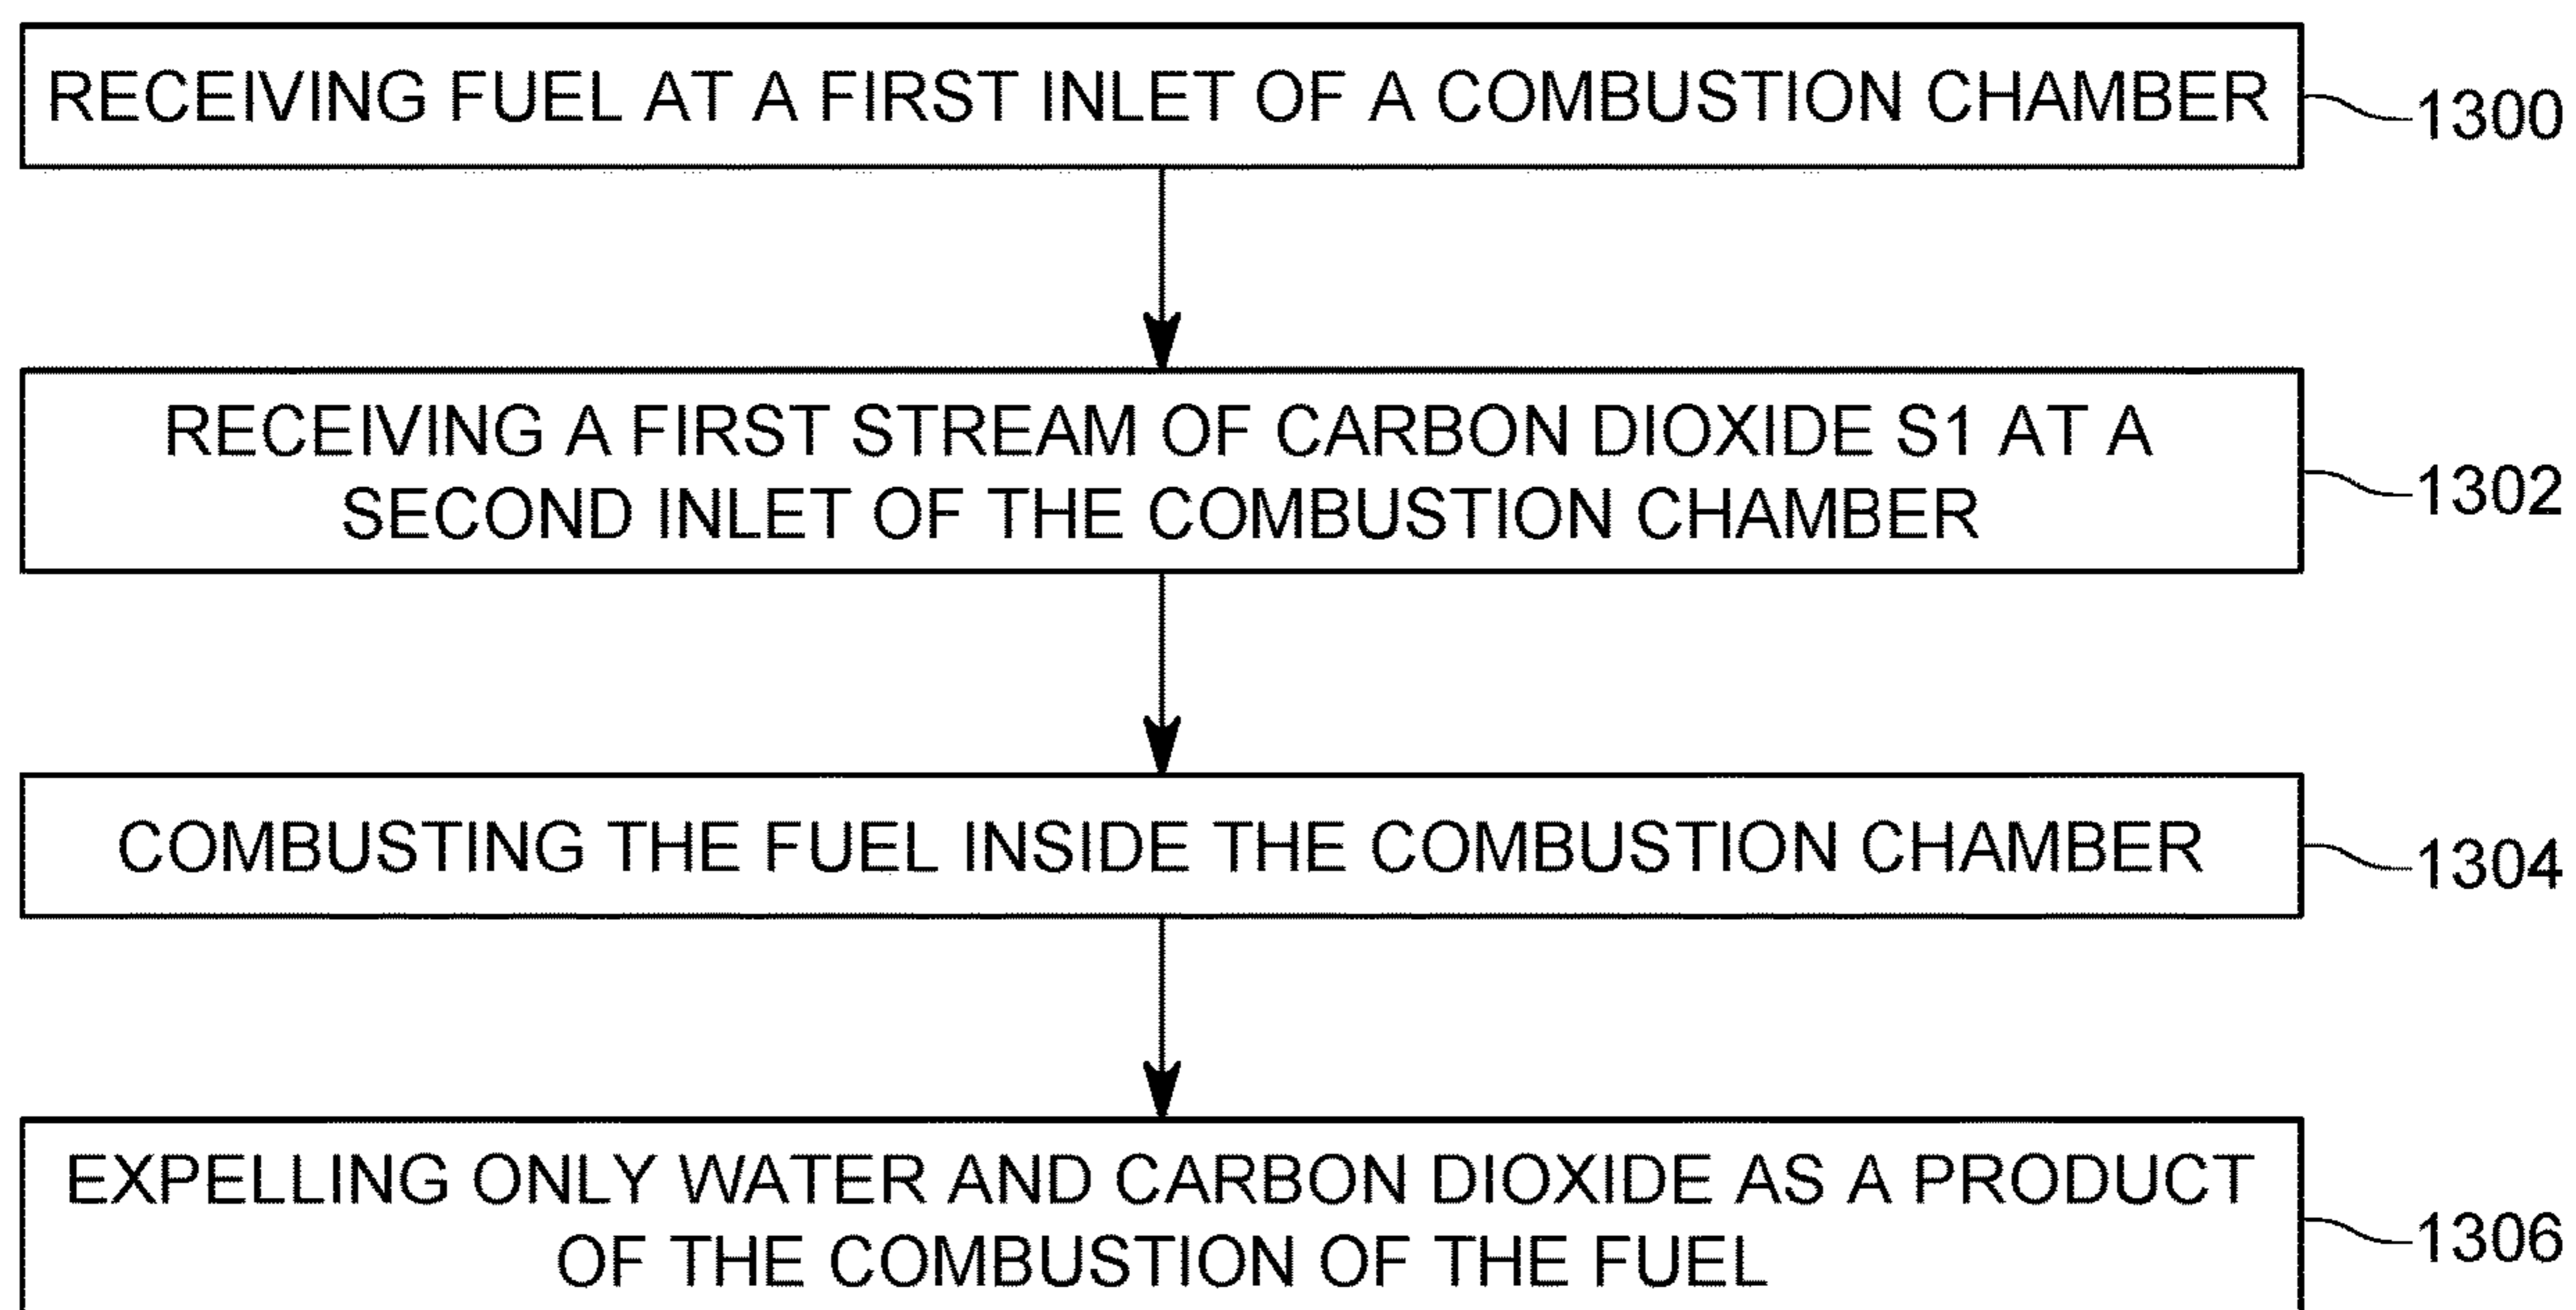 RECEIVING FUEL AT A FIRST INLET OF A COMBUSTION CHAMBER
1300
RECEIVING A FIRST STREAM OF CARBON DIOXIDE S1 AT A
SECOND INLET OF THE COMBUSTION CHAMBER
1302
COMBUSTING THE FUEL INSIDE THE COMBUSTION CHAMBER
1304
EXPELLING ONLY WATER AND CARBON DIOXIDE AS A PRODUCT
OF THE COMBUSTION OF THE FUEL
1306